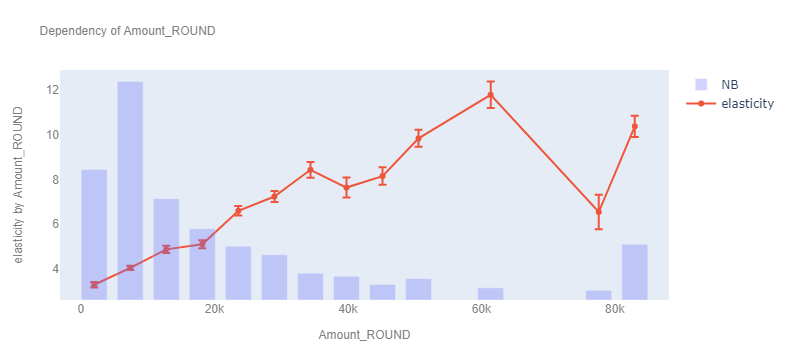 Dependency of Amount_ROUND
12
10
8
6
4
elasticity by Amount_ROUND
0
20k
40k
60k
80k
Amount_ROUND
NB
elasticity